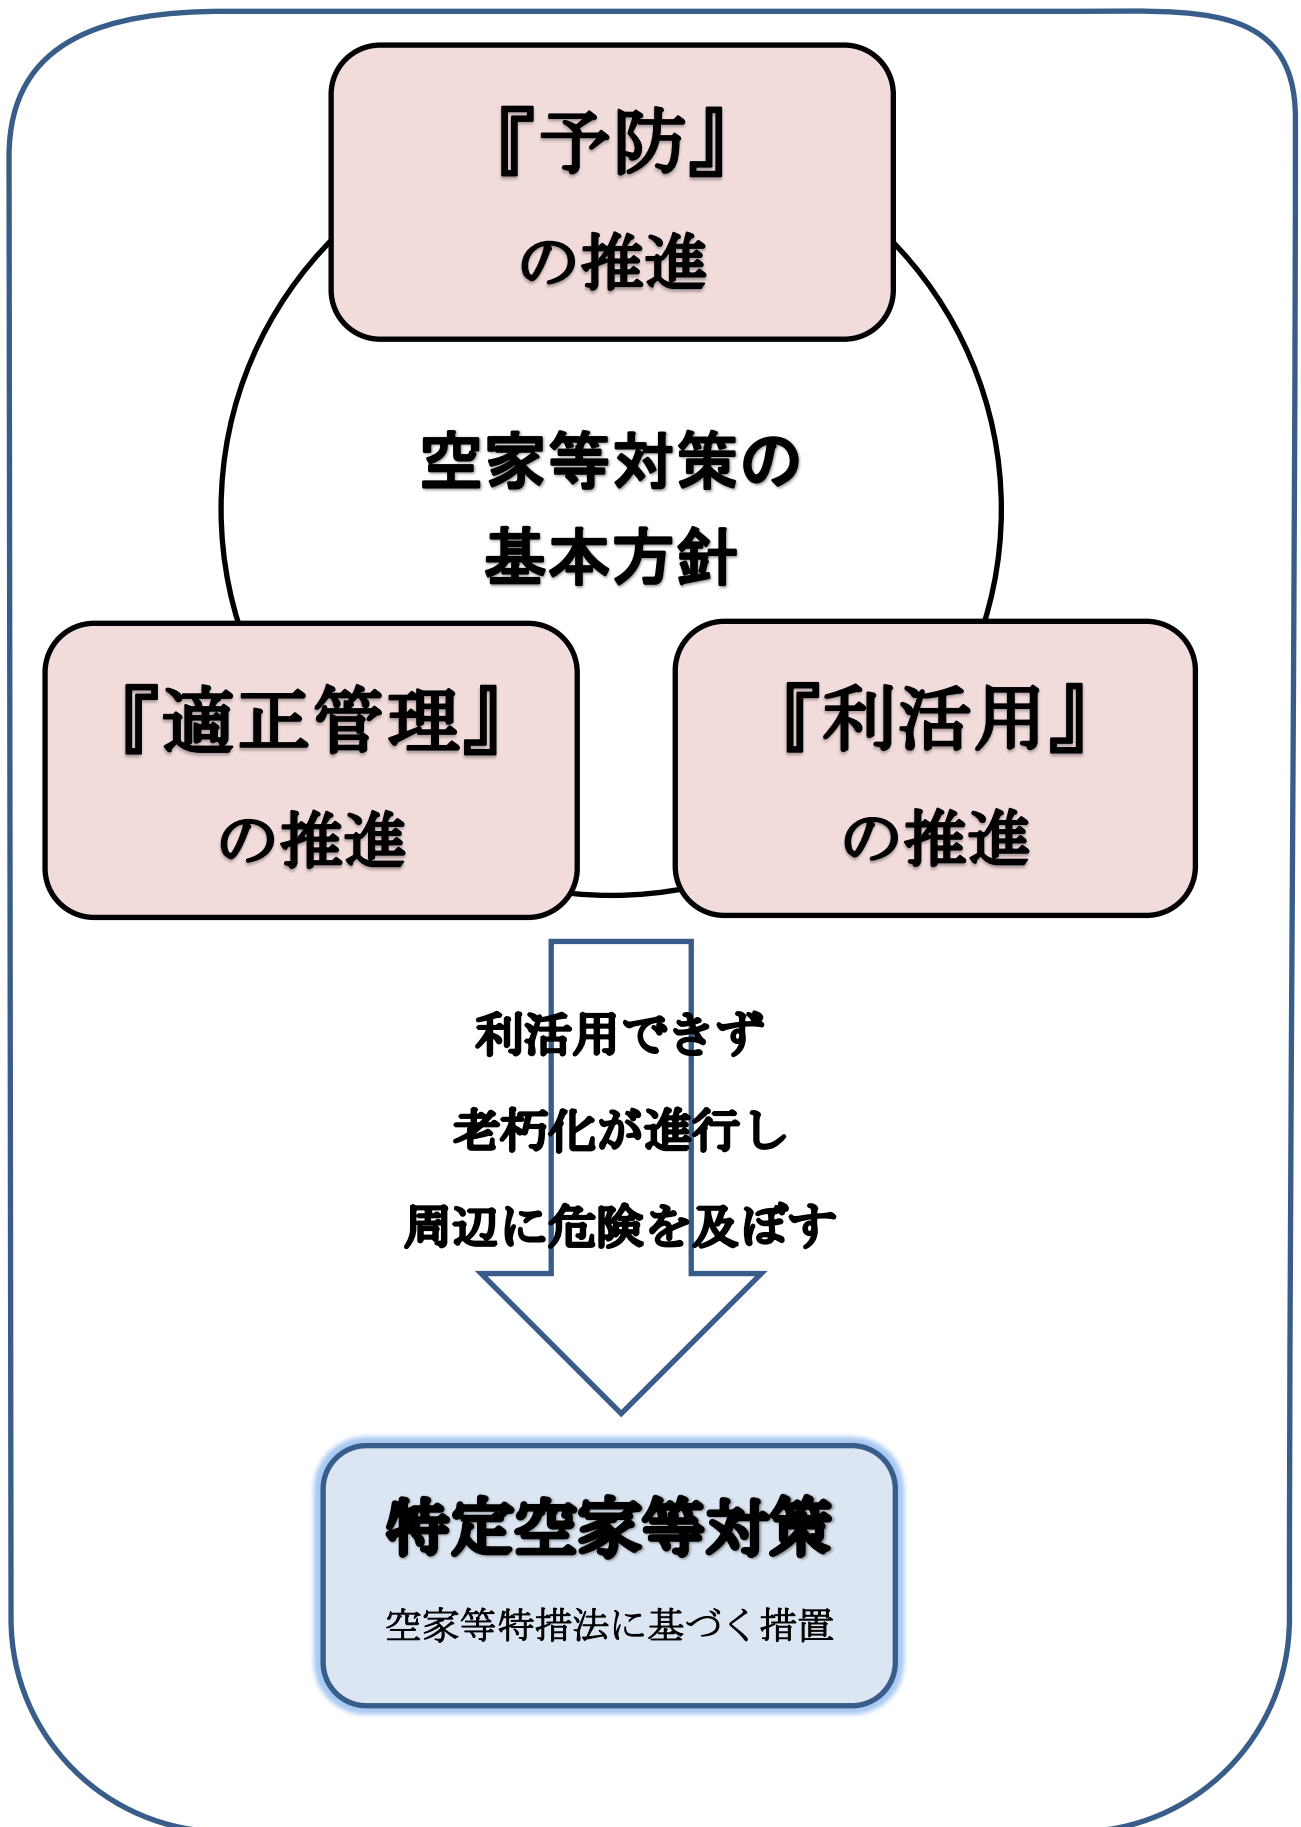 『予防』
の推進
空家等対策の
基本方針
『適正管理』
の推進
『利活用』
の推進
利活用できず
老朽化が進行し
周辺に危険を及ぼす
特定空家等対策
空家等特措法に基づく措置